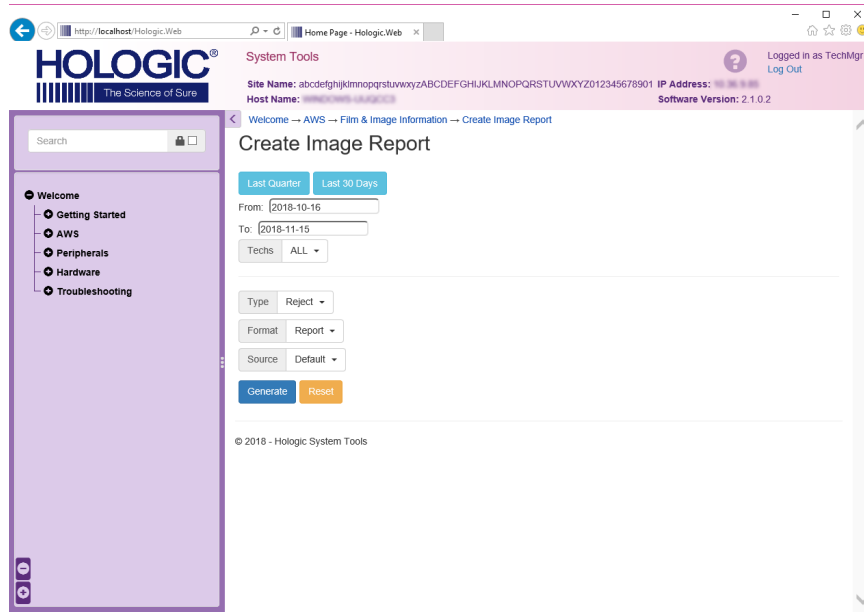 http://localhost/Hologic.Web
Home Page - Hologic.Web
HOLOGIC®
The Science of Sure
System Tools
Logged in as TechMgr
Log Out
Site Name: abcdefghijklmnopqrstuvwxyzABCDEFGHIJKLMNOPQRSTUVWXYZ012345678901 IP Address:
Host Name:
Software Version: 2.1.0.2
Search
Welcome → AWS → Film & Image Information → Create Image Report
Create Image Report
Last Quarter Last 30 Days
From: 2018-10-16
To: 2018-11-15
Techs ALL
Type Reject
Format Report
Source Default
Generate Reset
© 2018 - Hologic System Tools
Welcome
Getting Started
AWS
Peripherals
Hardware
Troubleshooting